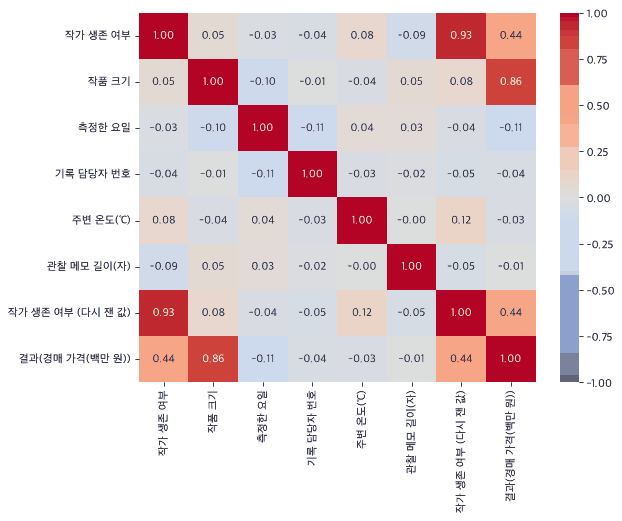 작가 생존 여부 1.00 0.05 −0.03 −0.04 0.08 −0.09 0.93 0.44
작품 크기 0.05 1.00 −0.10 −0.01 −0.04 0.05 0.08 0.86
측정한 요일 −0.03 −0.10 1.00 −0.11 0.04 0.03 −0.04 −0.11
기록 담당자 번호 −0.04 −0.01 −0.11 1.00 −0.03 −0.02 −0.05 −0.04
주변 온도(℃) 0.08 −0.04 0.04 −0.03 1.00 −0.00 0.12 −0.03
관찰 메모 길이(자) −0.09 0.05 0.03 −0.02 −0.00 1.00 −0.05 −0.01
작가 생존 여부 (다시 잰 값) 0.93 0.08 −0.04 −0.05 0.12 −0.05 1.00 0.44
결과(경매 가격(백만 원)) 0.44 0.86 −0.11 −0.04 −0.03 −0.01 0.44 1.00
작가 생존 여부
작품 크기
측정한 요일
기록 담당자 번호
주변 온도(℃)
관찰 메모 길이(자)
작가 생존 여부 (다시 잰 값)
결과(경매 가격(백만 원))
1.00
0.75
0.50
0.25
0.00
−0.25
−0.50
−0.75
−1.00